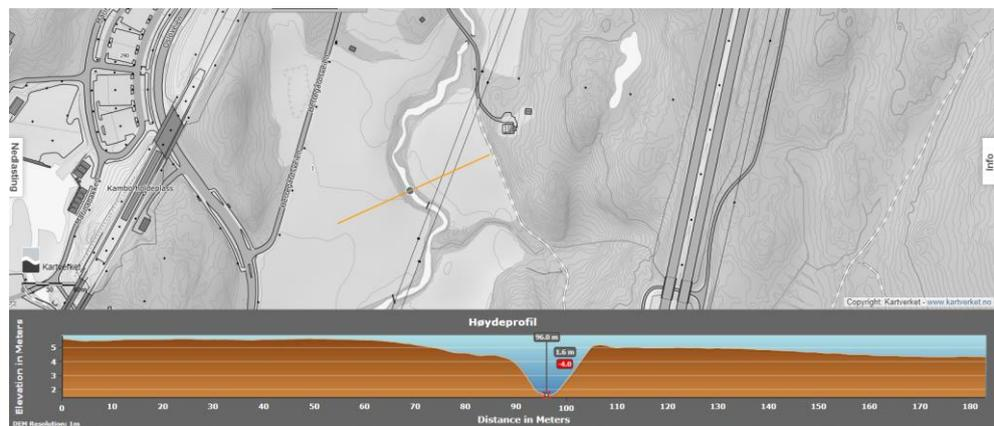 290
Nedlasting
Kambo holdeplass
Info
Kartverket
Copyright: Kartverket - www.kartverket.no
Høydeprofil
Elevation in Meters
5
4
3
2
96.0 m
1.6 m
-4.0
0 10 20 30 40 50 60 70 80 90 100 110 120 130 140 150 160 170 180
Distance in Meters
DEM Resolution: 1m